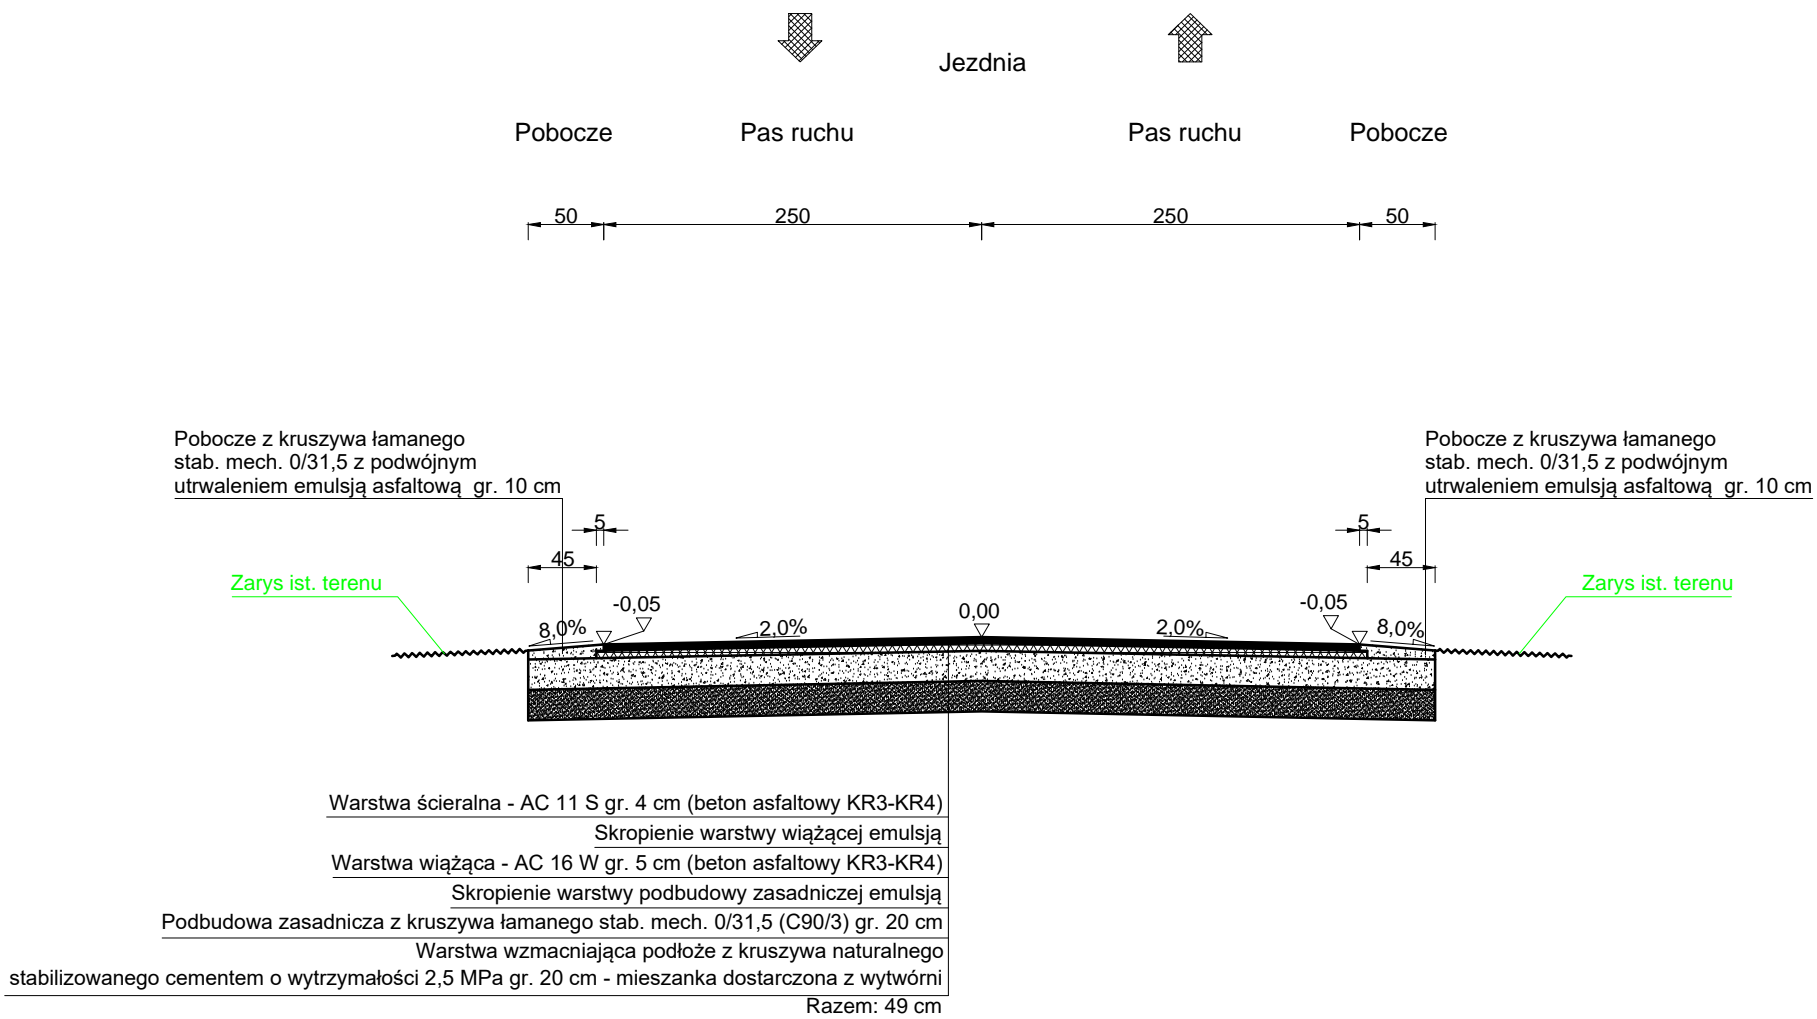 Jezdnia
Pobocze
Pas ruchu
Pas ruchu
Pobocze
50
250
250
50
Pobocze z kruszywa łamanego
stab. mech. 0/31,5 z podwójnym
utrwaleniem emulsją asfaltową gr. 10 cm
Pobocze z kruszywa łamanego
stab. mech. 0/31,5 z podwójnym
utrwaleniem emulsją asfaltową gr. 10 cm
5
5
45
45
Zarys ist. terenu
Zarys ist. terenu
-0,05
0,00
-0,05
8,0%
2,0%
2,0%
8,0%
Warstwa ścieralna - AC 11 S gr. 4 cm (beton asfaltowy KR3-KR4)
Skropienie warstwy wiążącej emulsją
Warstwa wiążąca - AC 16 W gr. 5 cm (beton asfaltowy KR3-KR4)
Skropienie warstwy podbudowy zasadniczej emulsją
Podbudowa zasadnicza z kruszywa łamanego stab. mech. 0/31,5 (C90/3) gr. 20 cm
Warstwa wzmacniająca podłoże z kruszywa naturalnego
stabilizowanego cementem o wytrzymałości 2,5 MPa gr. 20 cm - mieszanka dostarczona z wytwórni
Razem: 49 cm